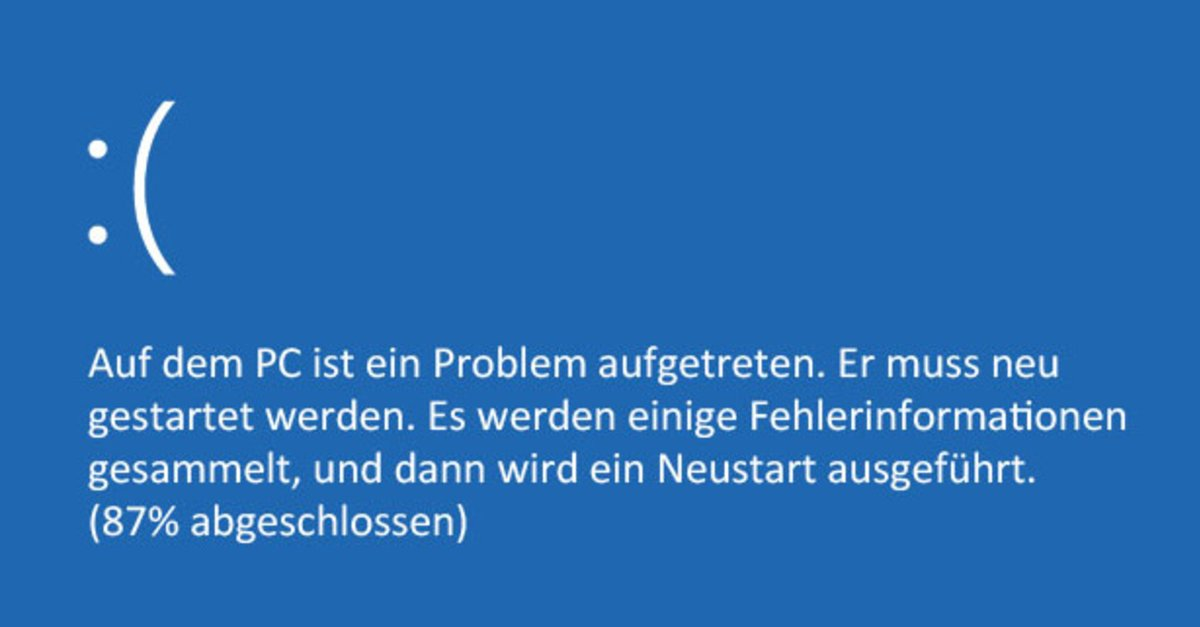 :(
Auf dem PC ist ein Problem aufgetreten. Er muss neu
gestartet werden. Es werden einige Fehlerinformationen
gesammelt, und dann wird ein Neustart ausgeführt.
(87% abgeschlossen)